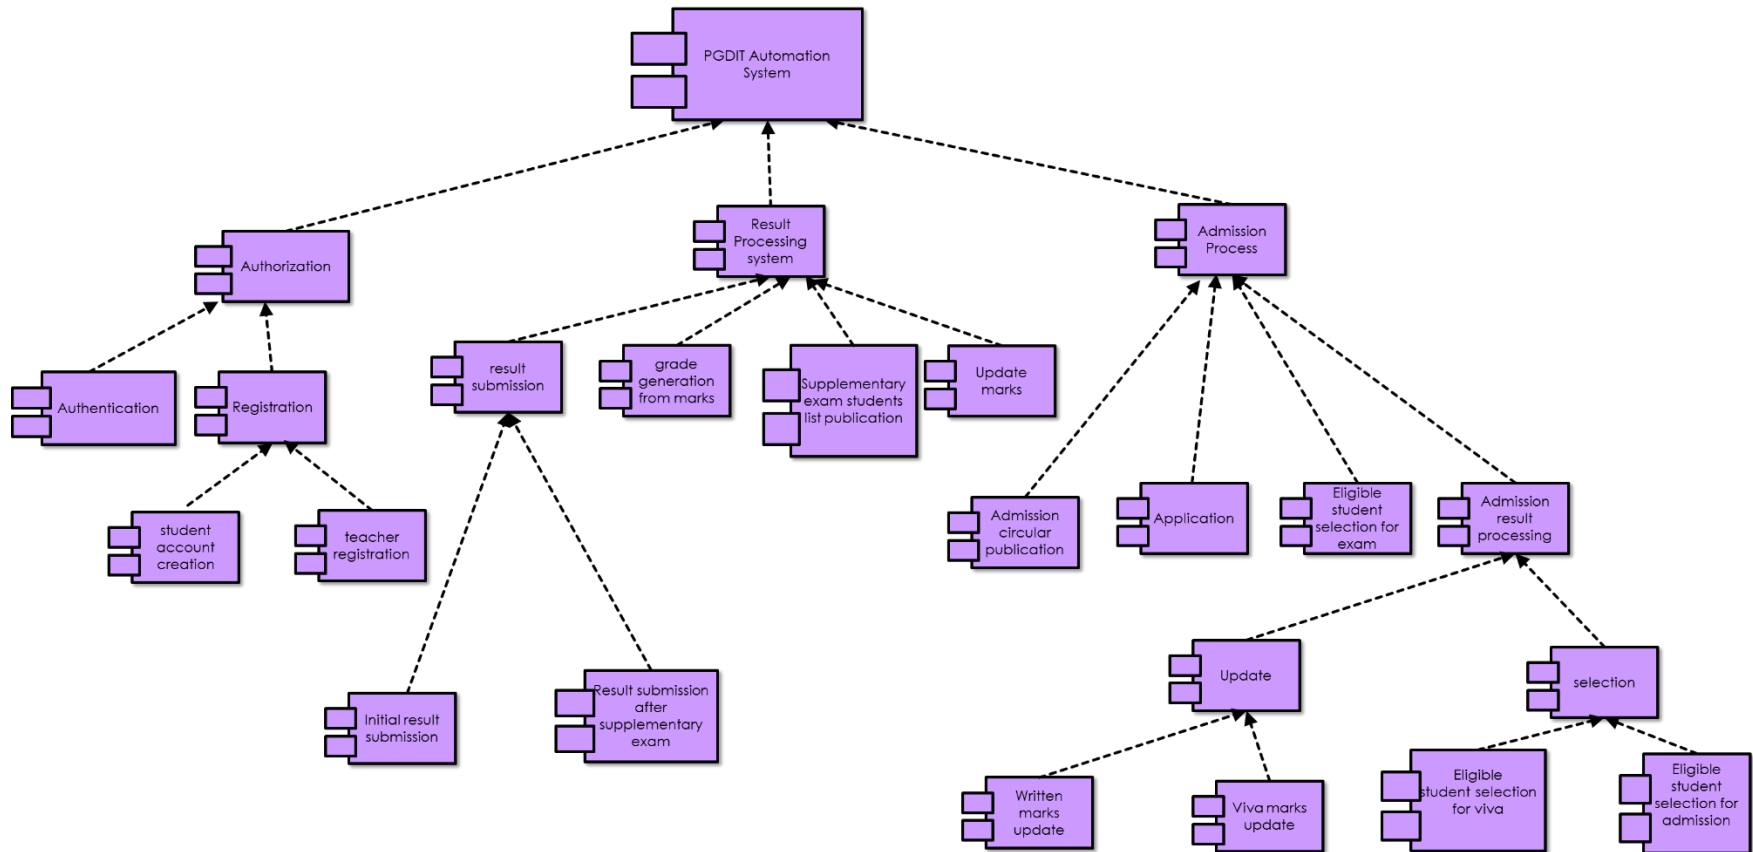 PGDIT Automation
System
Authorization
Result
Processing
system
Admission
Process
Authentication
Registration
result
submission
grade
generation
from marks
Supplementary
exam students
list publication
Update
marks
student
account
creation
teacher
registration
Admission
circular
publication
Application
Eligible
student
selection for
exam
Admission
result
processing
Initial result
submission
Result submission
after
supplementary
exam
Update
selection
Written
marks
update
Viva marks
update
Eligible
student selection
for viva
Eligible
student
selection for
admission